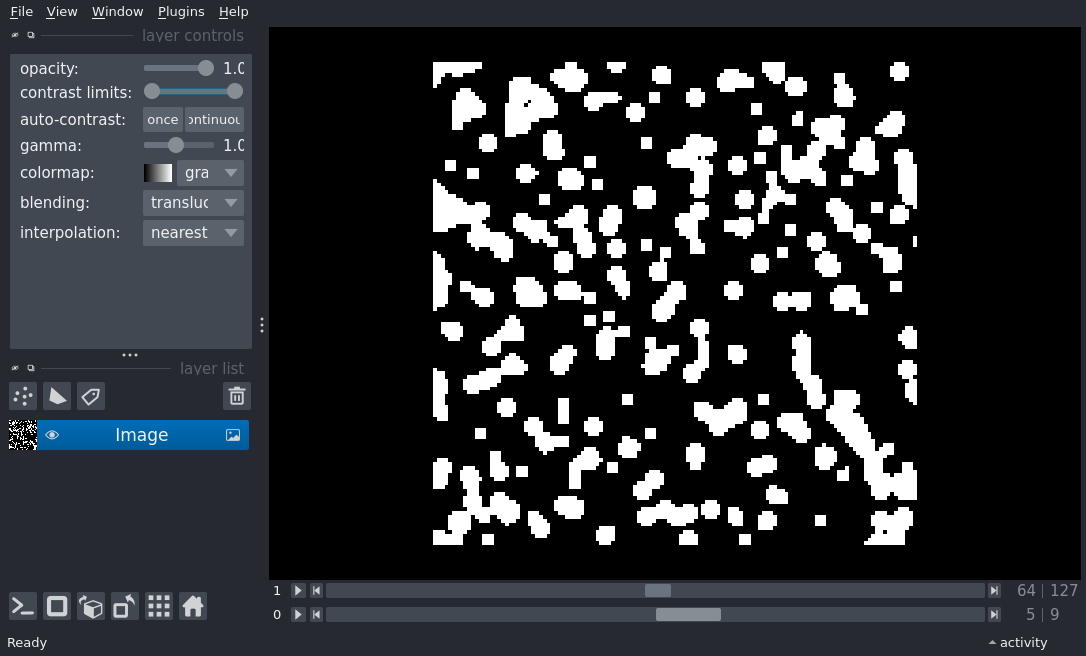 File View Window Plugins Help
layer controls
opacity: 1.0
contrast limits:
auto-contrast: once ontinuou
gamma: 1.0
colormap: gra
blending: transluc
interpolation: nearest
layer list
Image
1 64 | 127
0 5 | 9
Ready activity